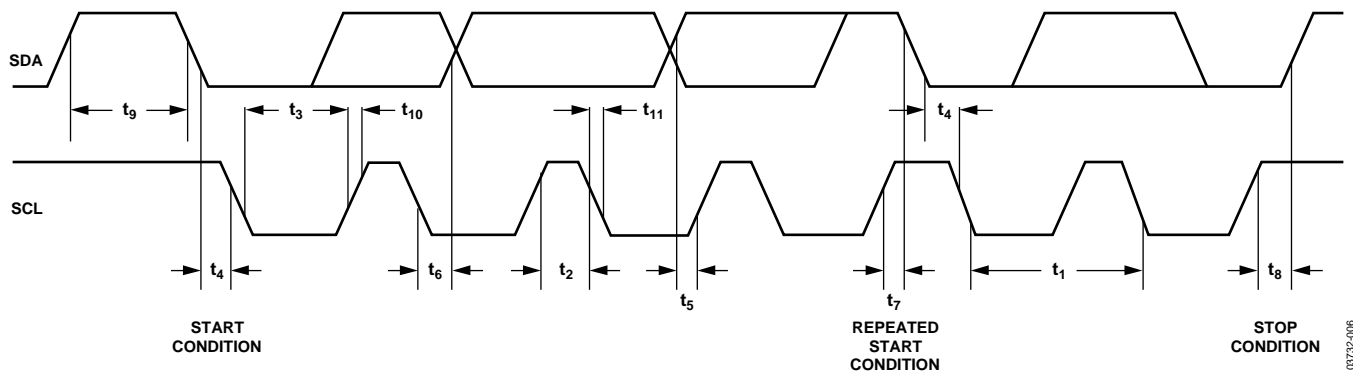 SDA
t9
t3
t10
t11
t4
SCL
t4
t6
t2
t5
t7
t1
t8
START
CONDITION
REPEATED
START
CONDITION
STOP
CONDITION
03732-006